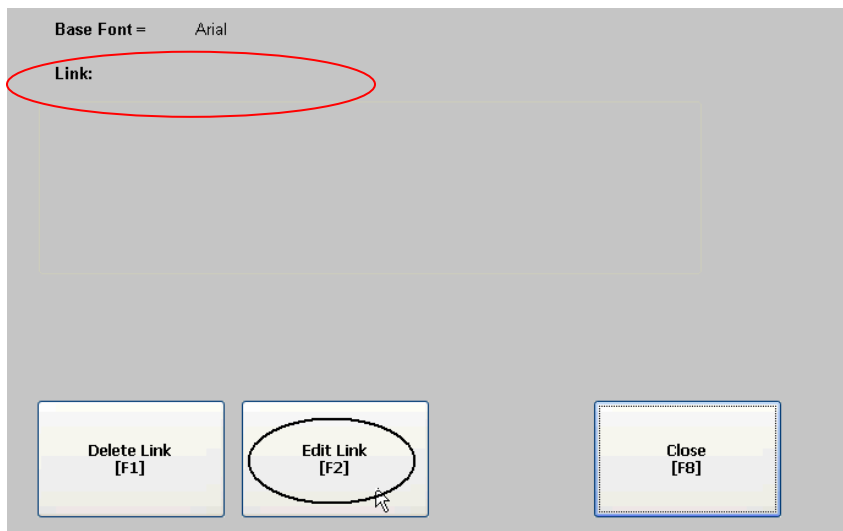 Base Font = Arial
Link:
Delete Link
[F1]
Edit Link
[F2]
Close
[F8]